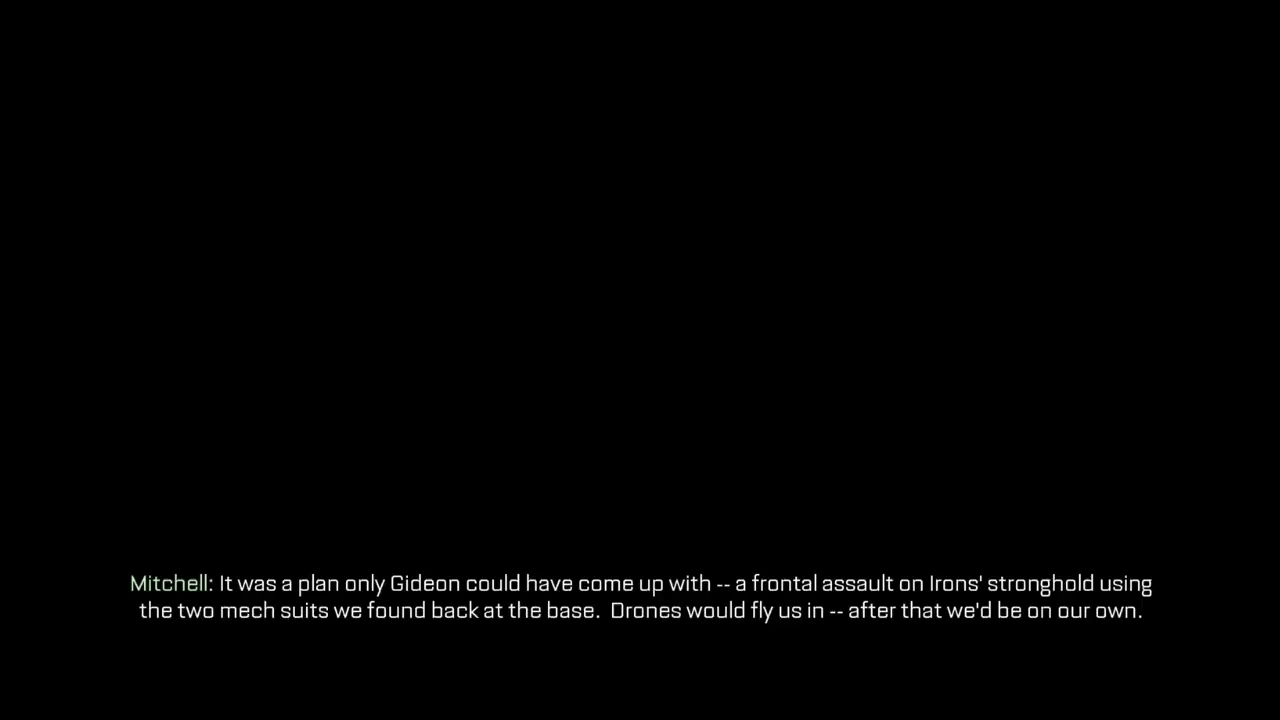 Mitchell: It was a plan only Gideon could have come up with -- a frontal assault on Irons' stronghold using
the two mech suits we found back at the base.  Drones would fly us in -- after that we'd be on our own.